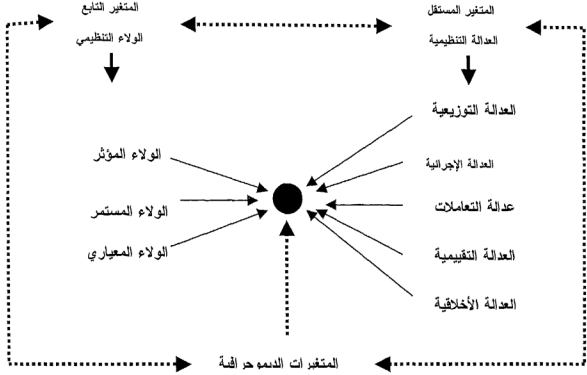 المتغير المستقل
العدالة التنظيمية
المتغير التابع
الولاء التنظيمي
العدالة التوزيعية
العدالة الإجرائية
عدالة التعاملات
العدالة التقييمية
العدالة الأخلاقية
الولاء المؤثر
الولاء المستمر
الولاء المعياري
المتغيرات الديموجرافية